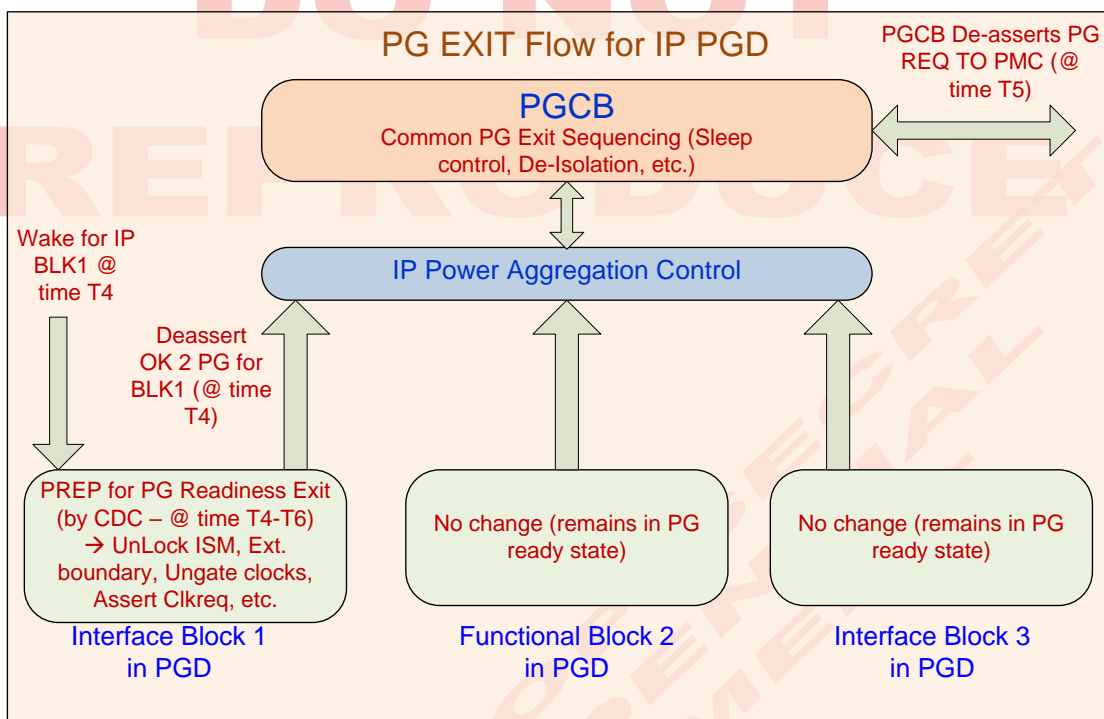 DO NOT
REPRODUCE
PG EXIT Flow for IP PGD
PGCB De-asserts PG
REQ TO PMC (@
time T5)
PGCB
Common PG Exit Sequencing (Sleep
control, De-Isolation, etc.)
Wake for IP
BLK1 @
time T4
IP Power Aggregation Control
Deassert
OK 2 PG for
BLK1 (@ time
T4)
PREP for PG Readiness Exit
(by CDC – @ time T4-T6)
→ UnLock ISM, Ext.
boundary, Ungate clocks,
Assert Clkreq, etc.
No change (remains in PG
ready state)
No change (remains in PG
ready state)
Interface Block 1
in PGD
Functional Block 2
in PGD
Interface Block 3
in PGD
SECRET